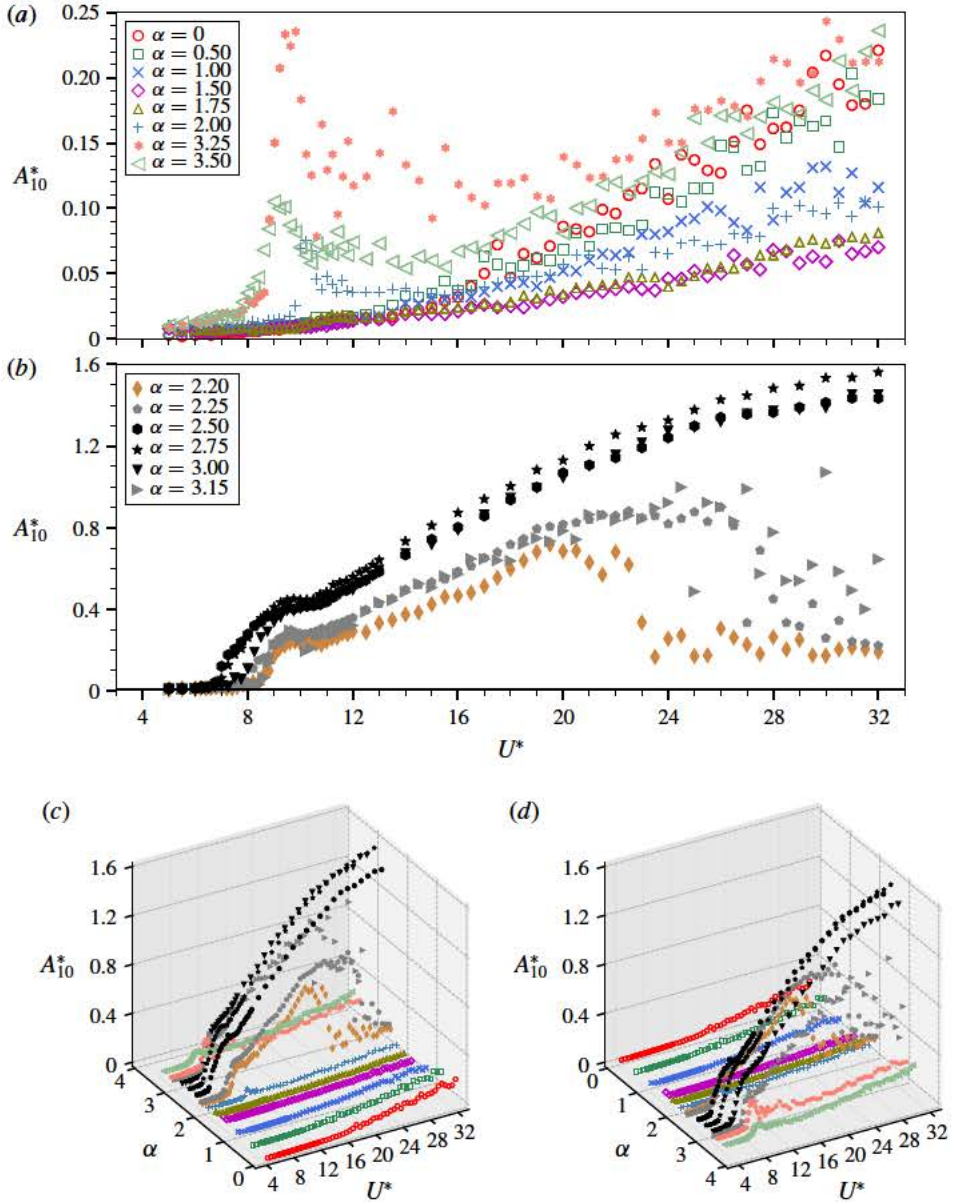 (a)
0.25
0.20
0.15
A*10
0.10
0.05
0
α = 0
α = 0.50
α = 1.00
α = 1.50
α = 1.75
α = 2.00
α = 3.25
α = 3.50
(b)
1.6
1.2
0.8
A*10
0.4
0
α = 2.20
α = 2.25
α = 2.50
α = 2.75
α = 3.00
α = 3.15
4 8 12 16 20 24 28 32
U*
(c)
1.6
1.2
A*10 0.8
0.4
0
4
3
2
1
0
α
4 8 12 16 20 24 28 32
U*
(d)
1.6
1.2
A*10 0.8
0.4
0
0
1
2
3
4
α
4 8 12 16 20 24 28 32
U*